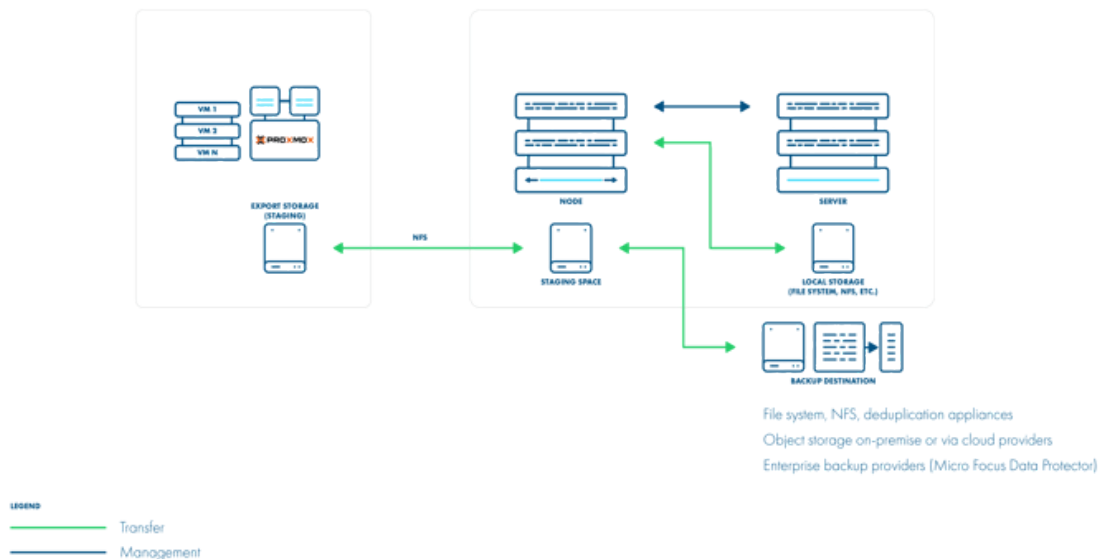 VM 1
VM 2
VM N
PROXMOX
EXPORT STORAGE
(STAGING)
NFS
NODE
SERVER
STAGING SPACE
LOCAL STORAGE
(FILE SYSTEM, NFS, ETC.)
BACKUP DESTINATION
File system, NFS, deduplication appliances
Object storage on-premise or via cloud providers
Enterprise backup providers (Micro Focus Data Protector)
LEGEND
Transfer
Management